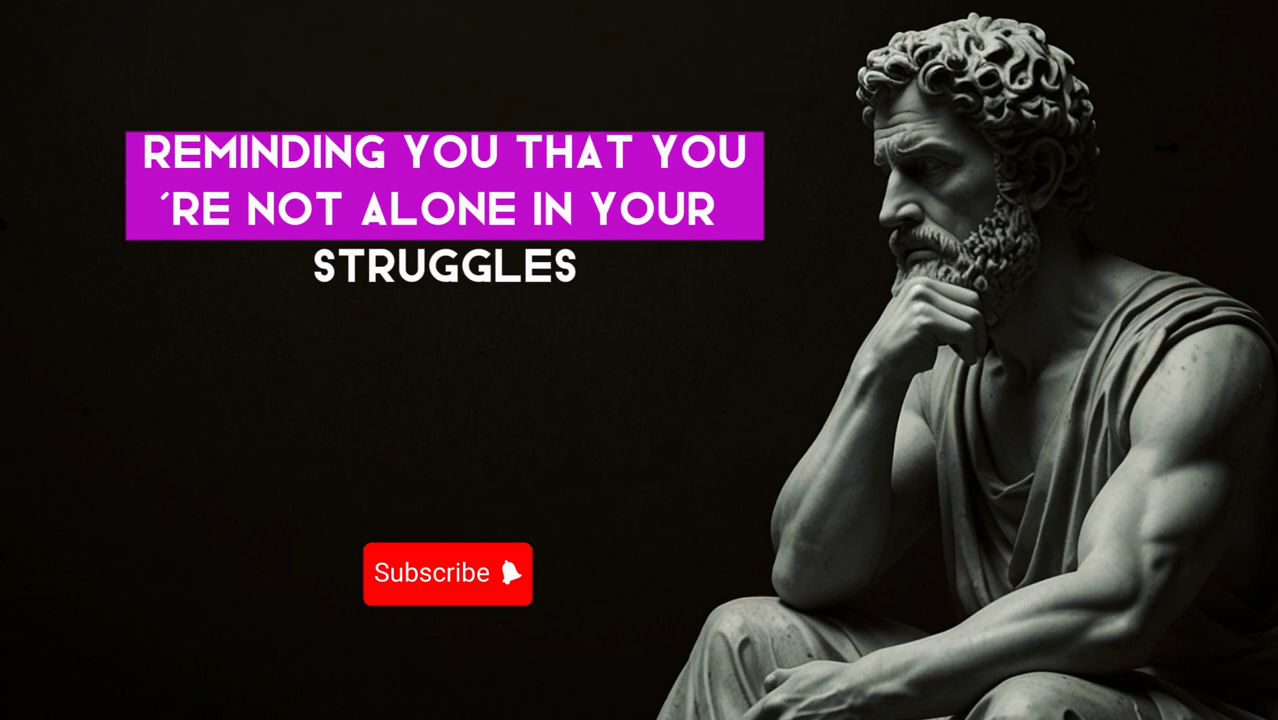 REMINDING YOU THAT YOU
´RE NOT ALONE IN YOUR
STRUGGLES
Subscribe